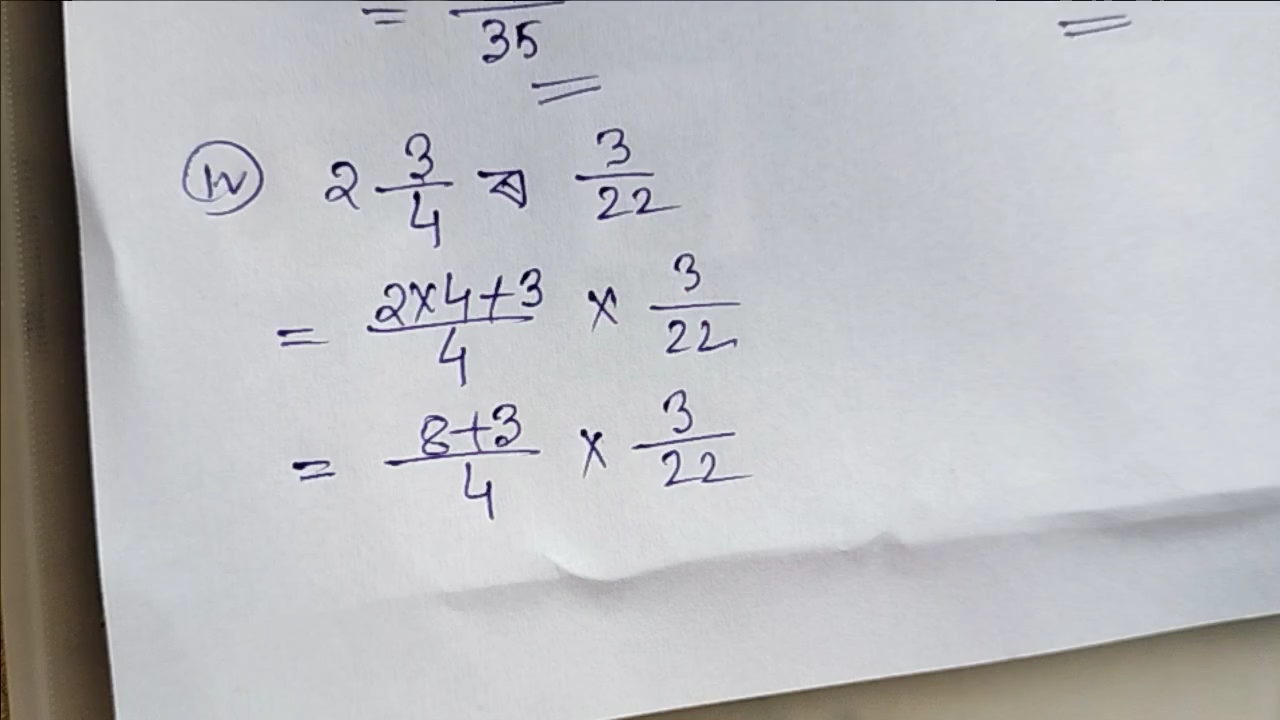 = /35
(iv) 2 3/4 ৰ 3/22
= (2×4+3)/4 × 3/22
= (8+3)/4 × 3/22